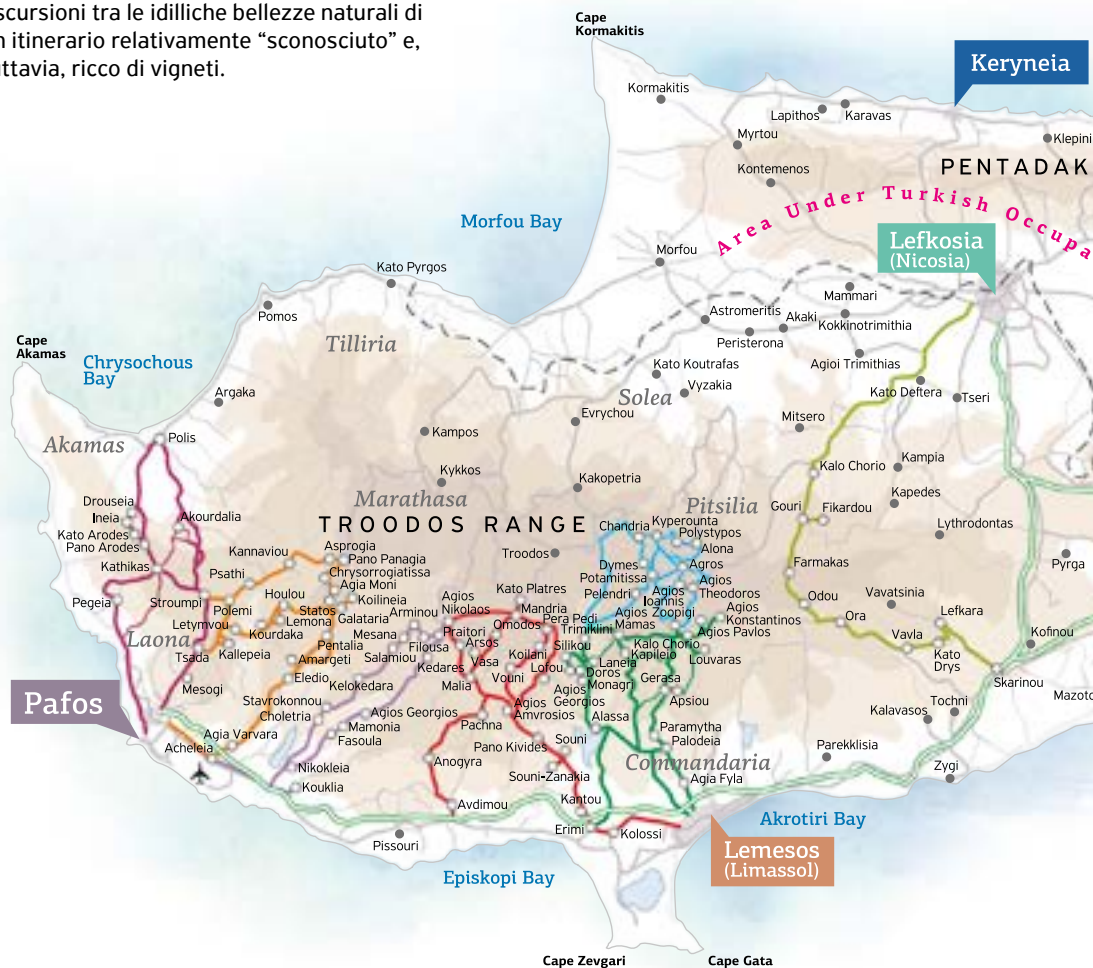 scursioni tra le idilliche bellezze naturali di
n itinerario relativamente “sconosciuto” e,
ittavia, ricco di vigneti.
Cape
Kormakitis
Keryneia
Kormakitis
Lapithos
Karavas
Klepini
Myrtou
Kontemenos
PENTADAK
Area Under Turkish Occupa
Morfou Bay
Lefkosia
(Nicosia)
Morfou
Kato Pyrgos
Mammari
Pomos
Astromeritis
Akaki
Kokkinotrimithia
Peristerona
Tilliria
Cape
Akamas
Chrysochous
Bay
Agioi Trimithias
Kato Koutrafas
Vyzakia
Kato Deftera
Tseri
Solea
Argaka
Evrychou
Mitsero
Akamas
Polis
Kampos
Kalo Chorio
Kampia
Kykkos
Kakopetria
Kapedes
Marathasa
Pitsilia
Gouri
Fikardou
Drouseia
Ineia
Akourdalia
Kato Arodes
Pano Arodes
TROODOS RANGE
Chandria
Kyperounta
Polystypos
Lythrodontas
Kannaviou
Asprogia
Pano Panagia
Troodos
Alona
Kathikas
Psathi
Chrysorrogiatissa
Dymes
Agros
Farmakas
Pyrga
Agia Moni
Potamitissa
Pegeia
Stroumpi
Polemi
Houlou
Koilineia
Agios
Nikolaos
Kato Platres
Pelendri
Agios
Ioannis
Agios
Theodoros
Odou
Vavatsinia
Letymvou
Lemona
Statos
Galataria
Arminou
Mandria
Pera Pedi
Agios
Mamas
Agios
Zoopigi
Agios
Konstantinos
Ora
Lefkara
Laona
Kourdaka
Mesana
Praitori
Omodos
Trimiklini
Kofinou
Kallepeia
Pentalia
Filousa
Arsos
Koilani
Silikou
Kalo Chorio
Agios Pavlos
Vavla
Tsada
Amargeti
Salamiou
Kedares
Vasa
Lofou
Laneia
Kapileio
Louvaras
Kato
Drys
Mesogi
Eledio
Kelokedara
Malia
Vouni
Doros
Monagri
Gerasa
Skarinou
Pafos
Stavrokonnou
Agios
Georgios
Apsiou
Tochni
Mazoto
Choletria
Agios Georgios
Pachna
Agios
Amvrosios
Alassa
Kalavasos
Agia Varvara
Mamonia
Paramytha
Acheleia
Fasoula
Pano Kivides
Souni
Palodeia
Parekklisia
Nikokleia
Anogyra
Souni-Zanakia
Commandaria
Zygi
Kouklia
Agia Fyla
Avdimou
Kantou
Erimi
Kolossi
Akrotiri Bay
Pissouri
Lemesos
(Limassol)
Episkopi Bay
Cape Zevgari
Cape Gata